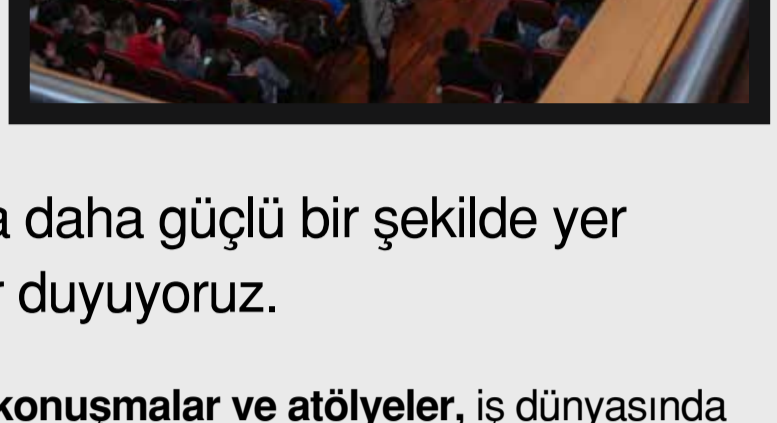 daha güçlü bir şekilde yer
duyuyoruz.
konuşmalar ve atölyeler, iş dünyasında